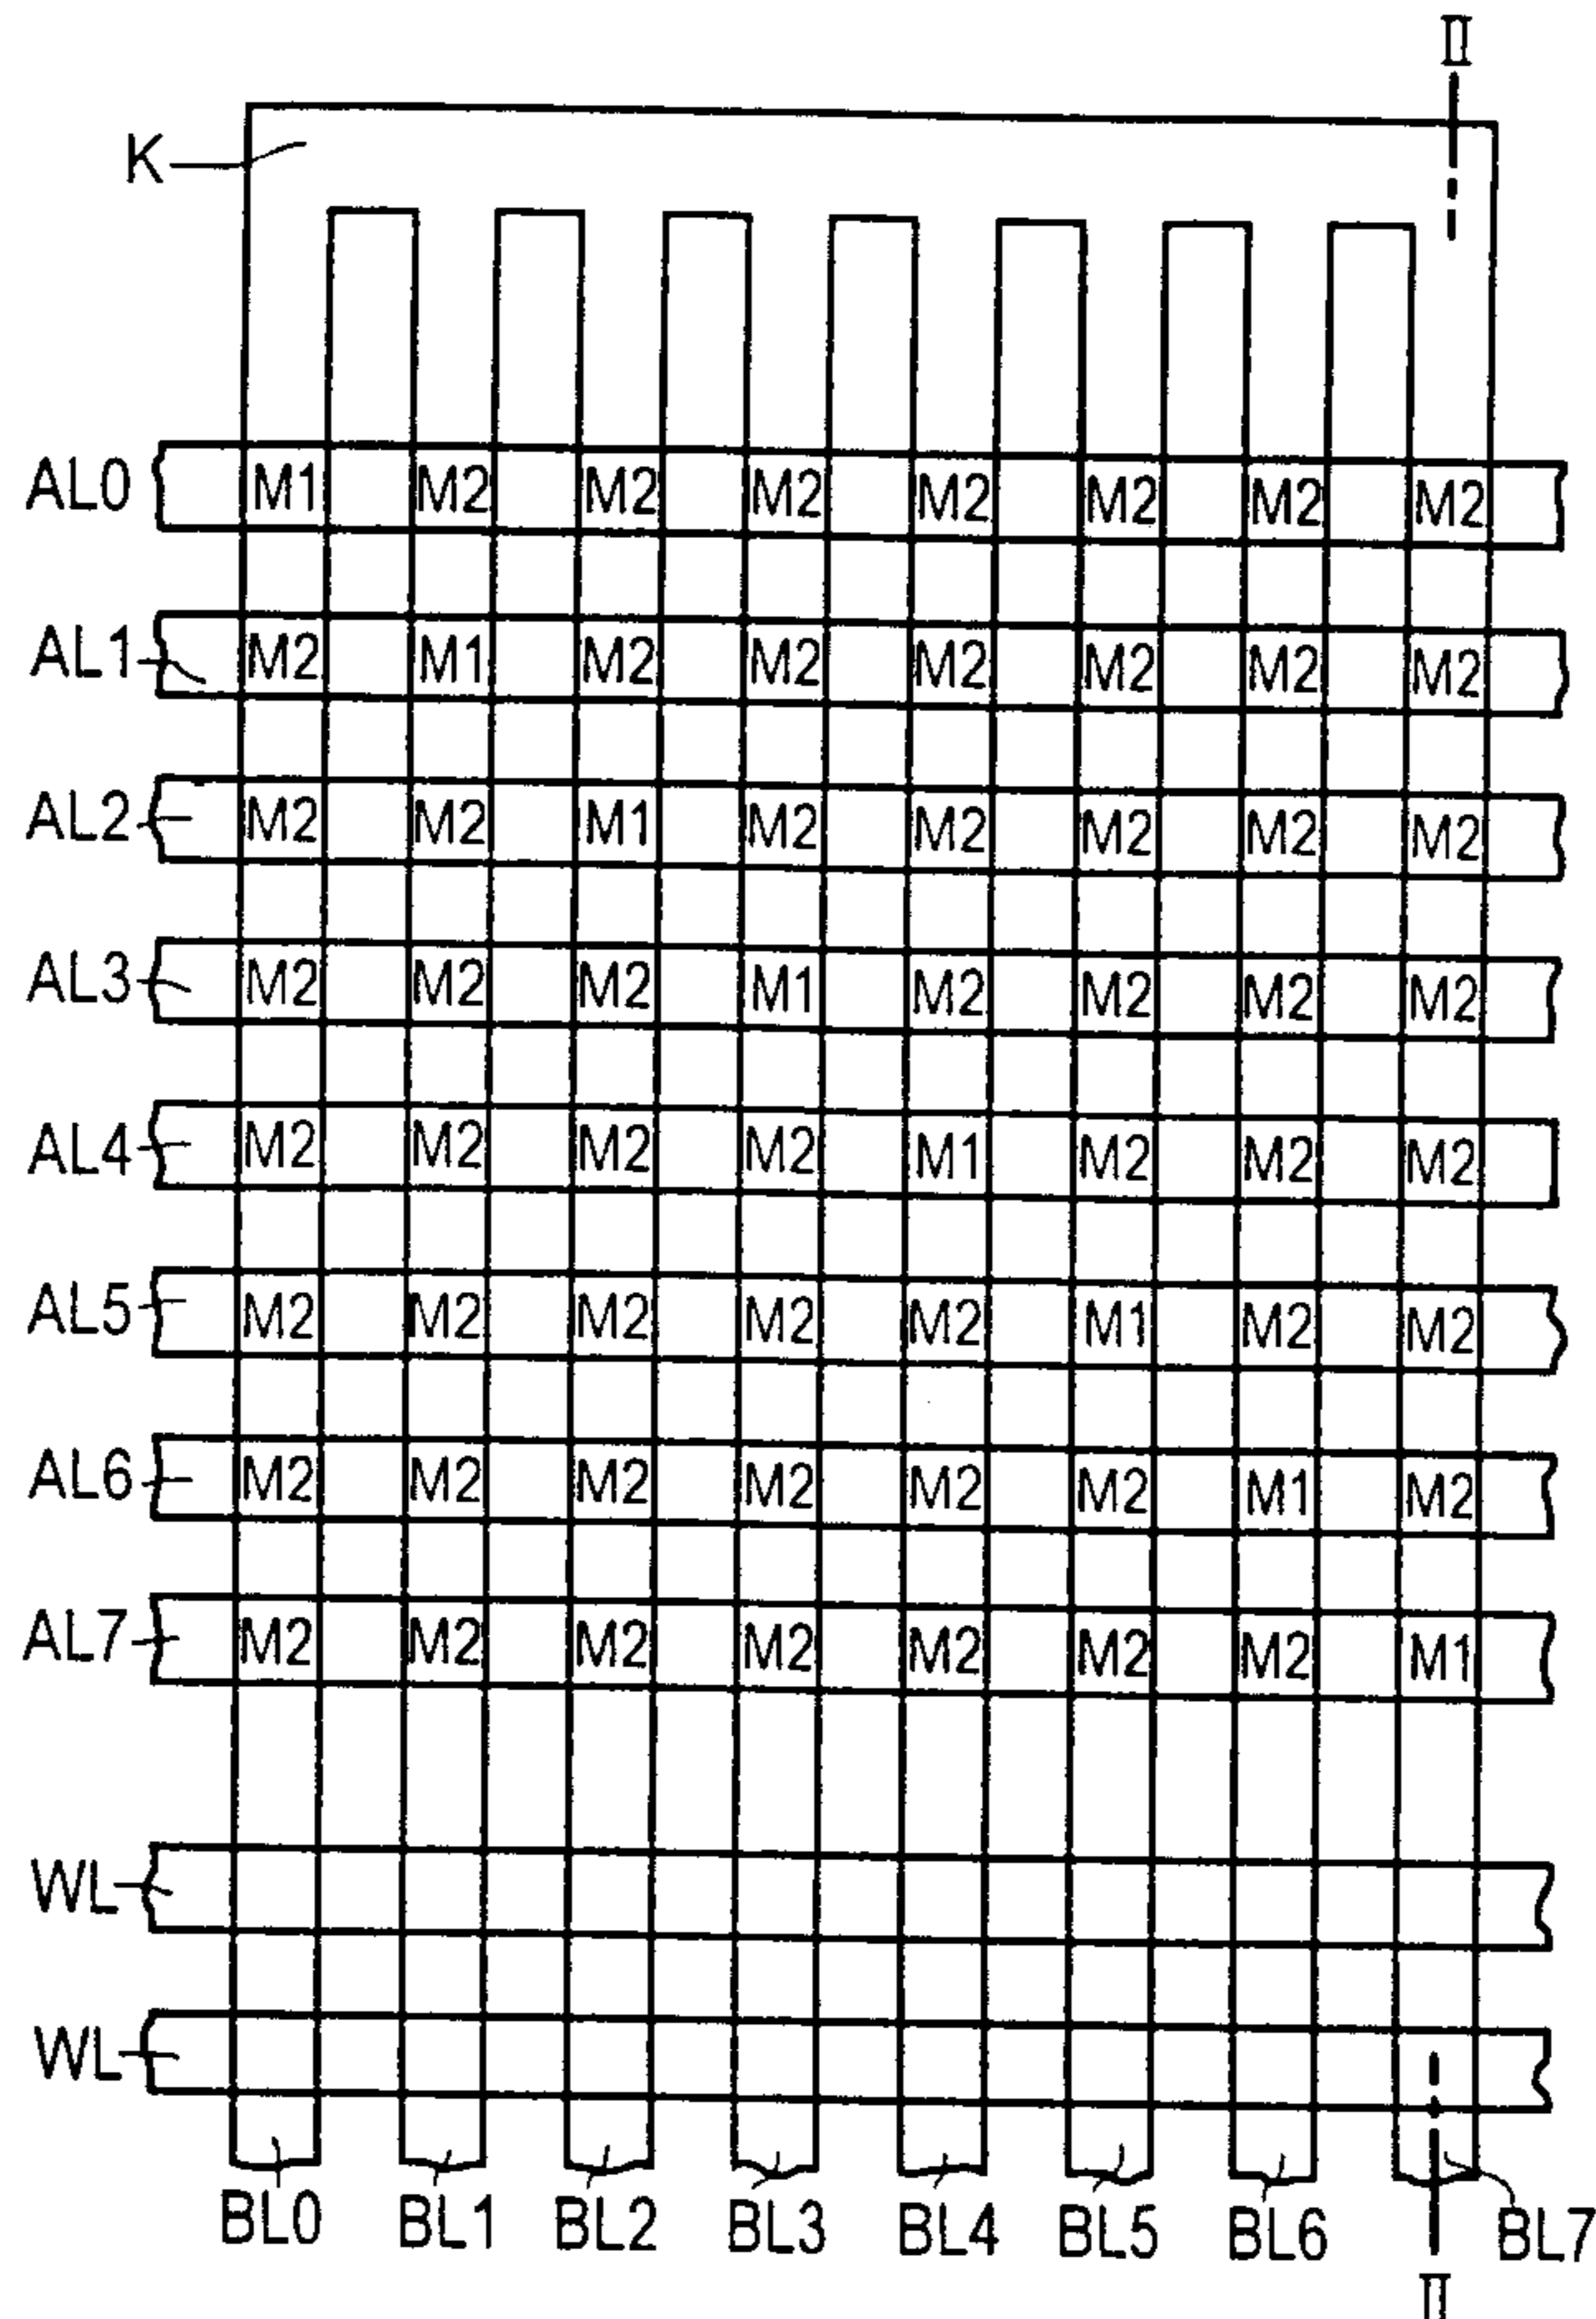 II
K
AL0 M1 M2 M2 M2 M2 M2 M2 M2
AL1 M2 M1 M2 M2 M2 M2 M2 M2
AL2 M2 M2 M1 M2 M2 M2 M2 M2
AL3 M2 M2 M2 M1 M2 M2 M2 M2
AL4 M2 M2 M2 M2 M1 M2 M2 M2
AL5 M2 M2 M2 M2 M2 M1 M2 M2
AL6 M2 M2 M2 M2 M2 M2 M1 M2
AL7 M2 M2 M2 M2 M2 M2 M2 M1
WL
WL
BL0 BL1 BL2 BL3 BL4 BL5 BL6 BL7
II